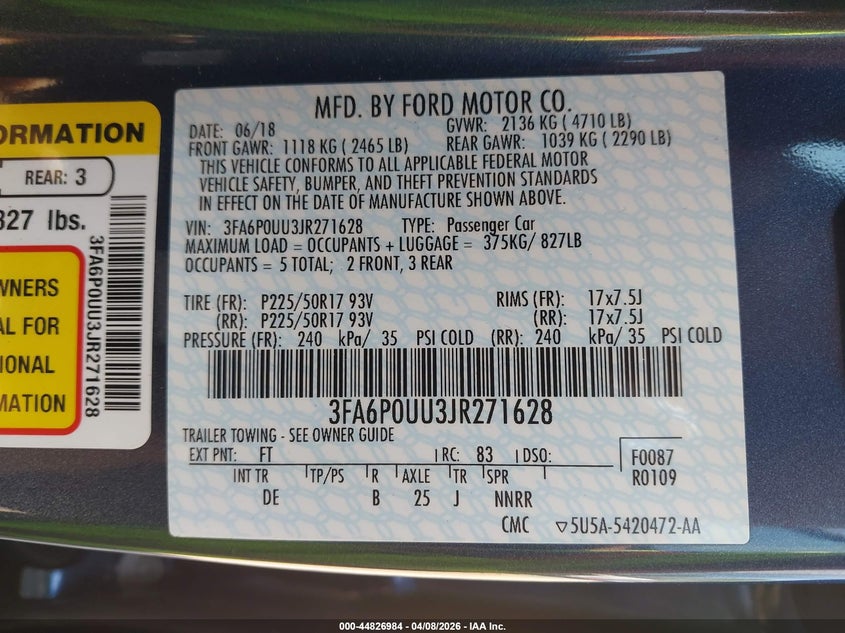 ORMATION
REAR: 3
827 lbs.
WNERS
AL FOR
IONAL
MATION
3FA6P0UU3JR271628
MFD. BY FORD MOTOR CO.
DATE: 06/18 GVWR: 2136 KG ( 4710 LB)
FRONT GAWR: 1118 KG ( 2465 LB) REAR GAWR: 1039 KG ( 2290 LB)
THIS VEHICLE CONFORMS TO ALL APPLICABLE FEDERAL MOTOR
VEHICLE SAFETY, BUMPER, AND THEFT PREVENTION STANDARDS
IN EFFECT ON THE DATE OF MANUFACTURE SHOWN ABOVE.
VIN: 3FA6P0UU3JR271628 TYPE: Passenger Car
MAXIMUM LOAD = OCCUPANTS + LUGGAGE = 375KG/ 827LB
OCCUPANTS = 5 TOTAL; 2 FRONT, 3 REAR
TIRE (FR): P225/50R17 93V RIMS (FR): 17x7.5J
(RR): P225/50R17 93V (RR): 17x7.5J
PRESSURE (FR): 240 kPa/ 35 PSI COLD (RR): 240 kPa/ 35 PSI COLD
3FA6P0UU3JR271628
TRAILER TOWING - SEE OWNER GUIDE
EXT PNT: FT RC: 83 DSO: F0087
INT TR TP/PS R AXLE TR SPR R0109
DE B 25 J NNRR
CMC ▽5U5A-5420472-AA
000-44826984 - 04/08/2026 - IAA Inc.